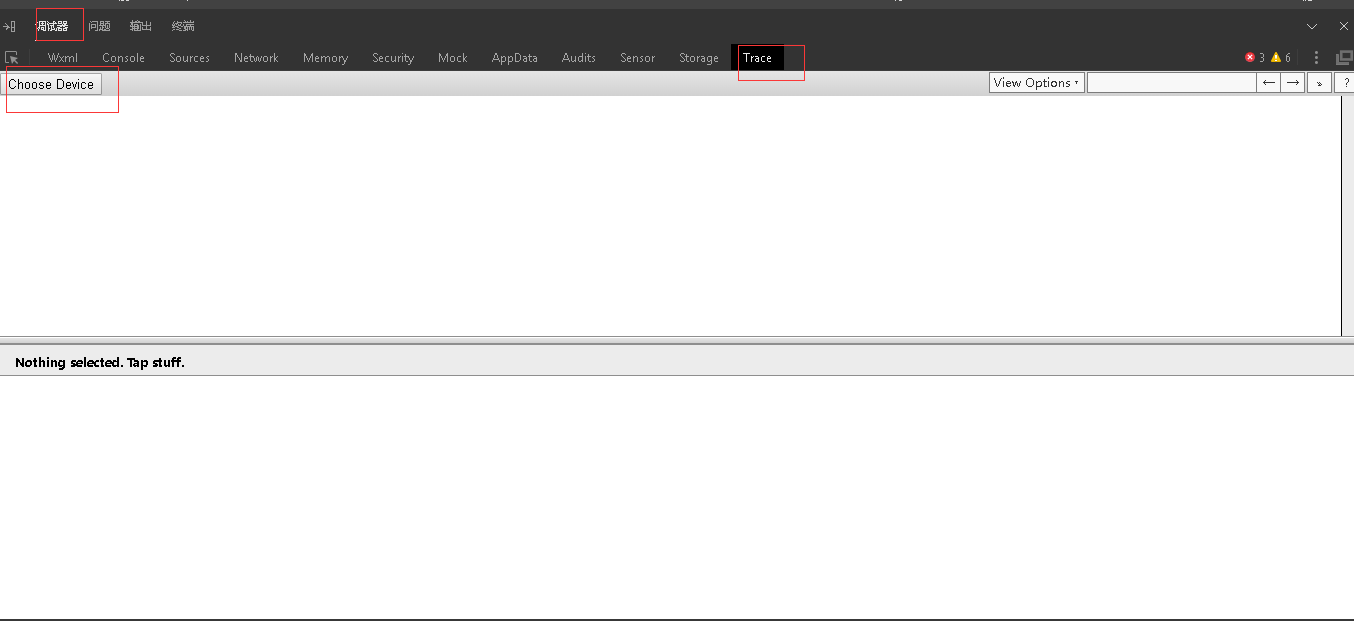 调试器 问题 输出 终端
Wxml Console Sources Network Memory Security Mock AppData Audits Sensor Storage Trace 3 6
Choose Device View Options ▾ ← → » ?
Nothing selected. Tap stuff.